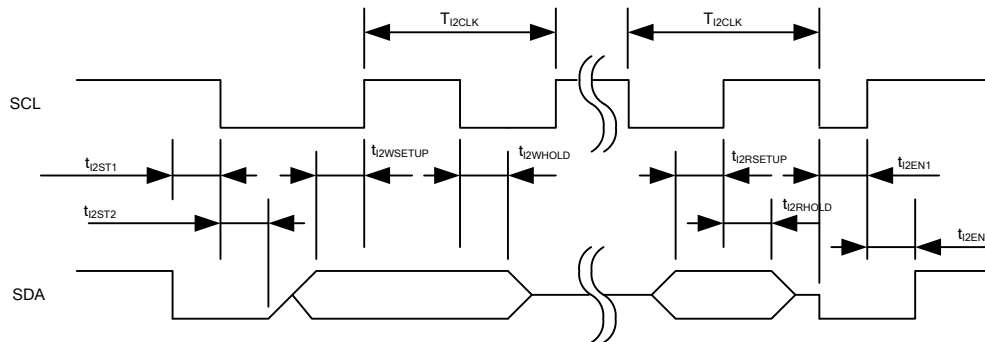 TI2CLK
TI2CLK
SCL
tI2ST1
tI2WSETUP
tI2WHOLD
tI2RSETUP
tI2EN1
tI2ST2
tI2RHOLD
tI2EN
SDA